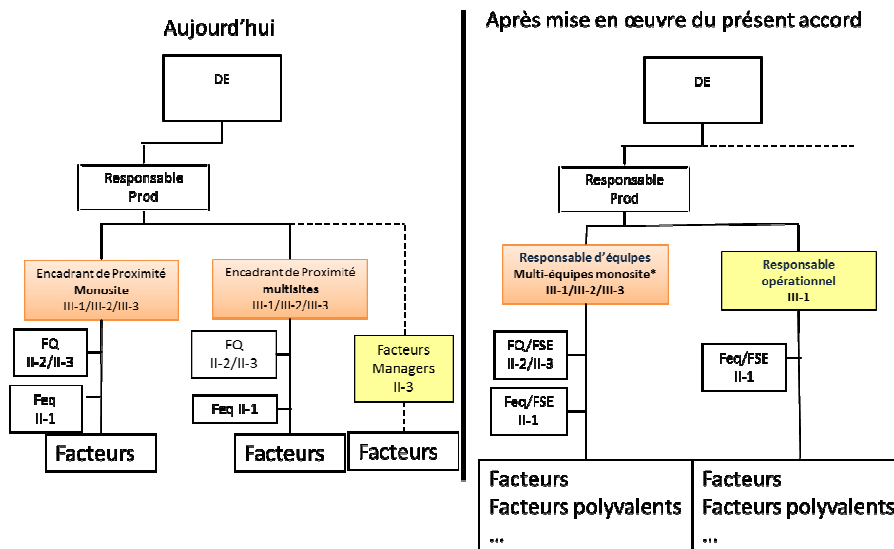 Aujourd'hui
DE
Responsable
Prod
Encadrant de Proximité
Monosite
III-1/III-2/III-3
Encadrant de Proximité
multisites
III-1/III-2/III-3
FQ
II-2/II-3
Feq
II-1
Facteurs
FQ
II-2/II-3
Feq II-1
Facteurs
Facteurs
Managers
II-3
Facteurs
Après mise en œuvre du présent accord
DE
Responsable
Prod
Responsable d'équipes
Multi-équipes monosite*
III-1/III-2/III-3
Responsable
opérationnel
III-1
FQ/FSE
II-2/II-3
Feq/FSE
II-1
Feq/FSE
II-1
Facteurs
Facteurs polyvalents
...
Facteurs
Facteurs polyvalents
...